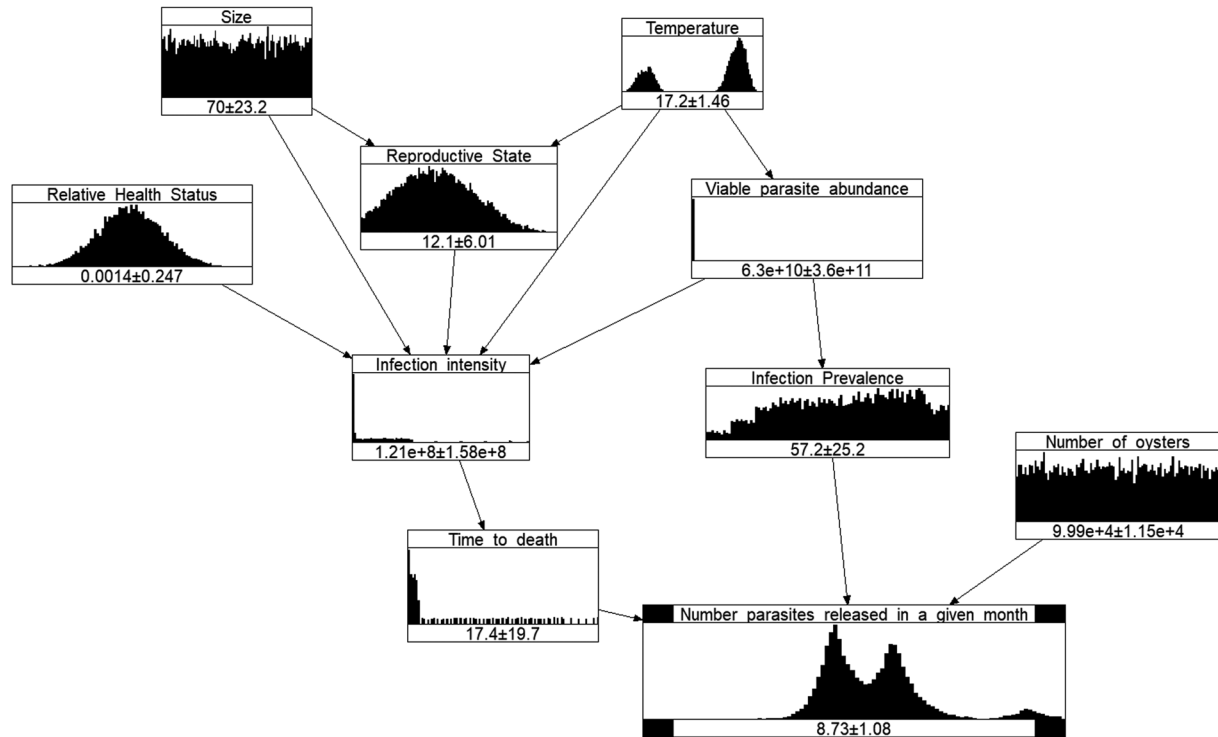 Size
70±23.2
Temperature
17.2±1.46
Reproductive State
12.1±6.01
Relative Health Status
0.0014±0.247
Viable parasite abundance
6.3e+10±3.6e+11
Infection intensity
1.21e+8±1.58e+8
Infection Prevalence
57.2±25.2
Number of oysters
9.99e+4±1.15e+4
Time to death
17.4±19.7
Number parasites released in a given month
8.73±1.08